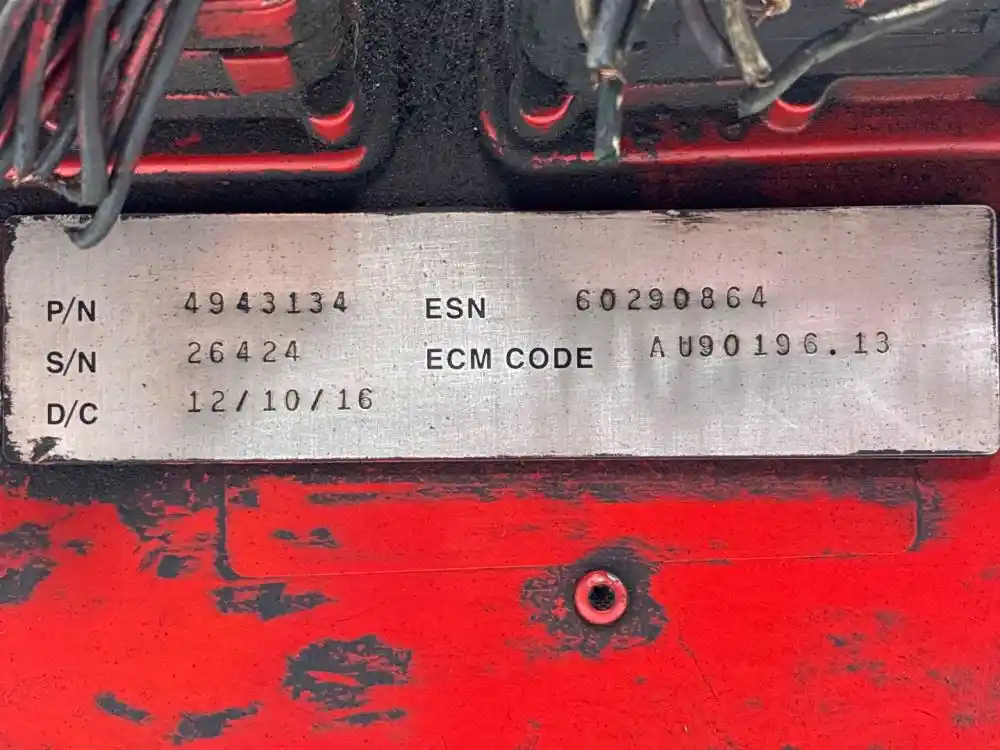 P/N 4943134 ESN 60290864
S/N 26424 ECM CODE AU90196.13
D/C 12/10/16